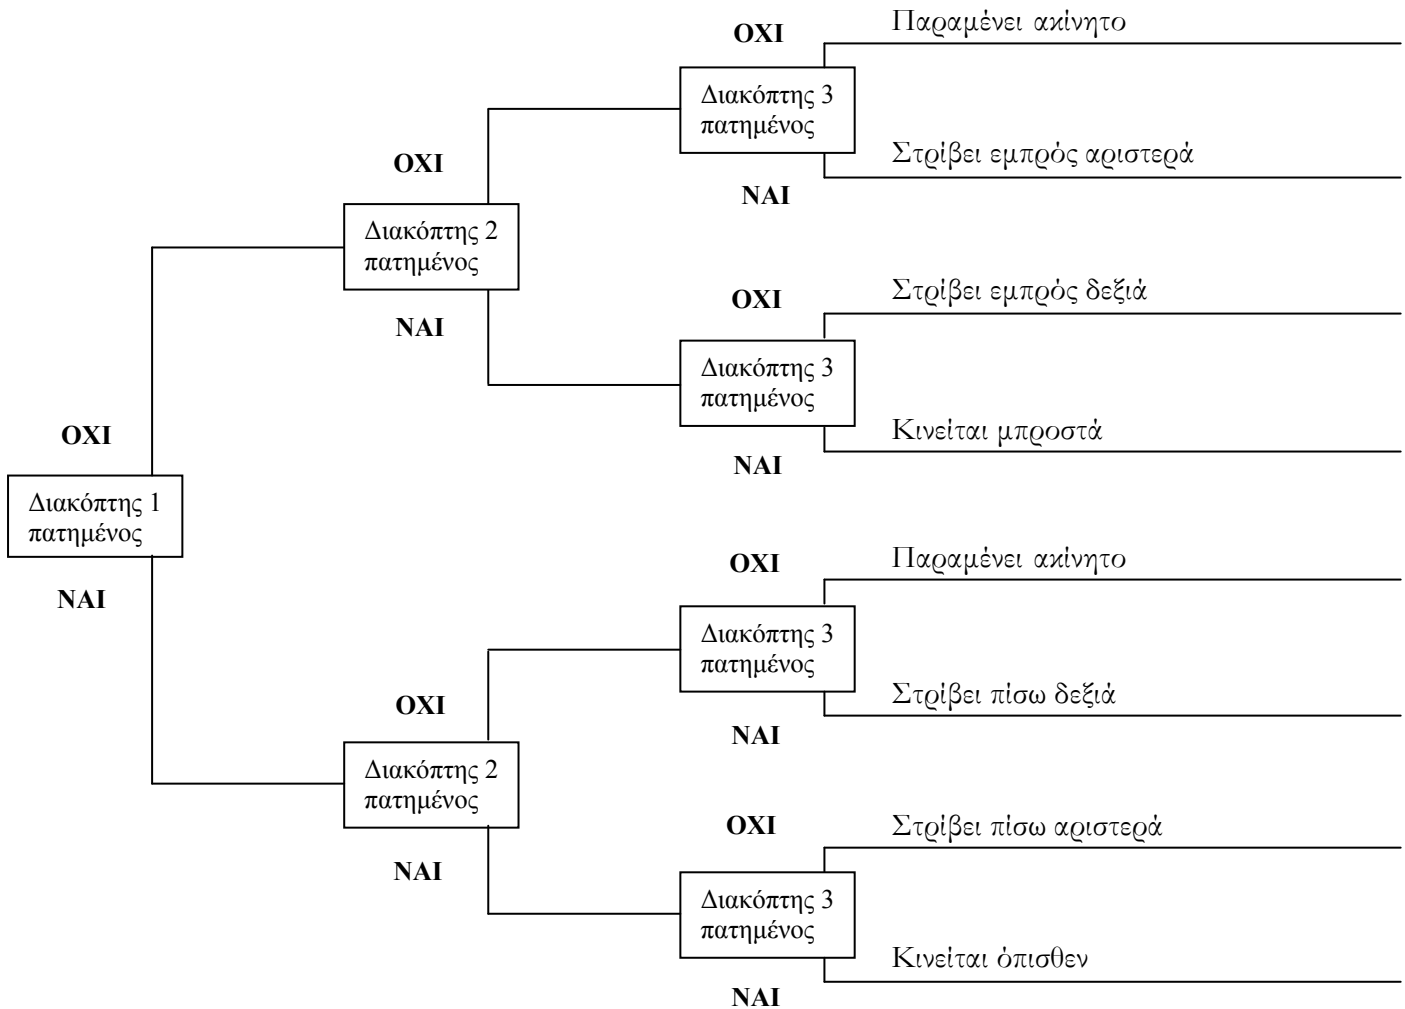 ΟΧΙ
Παραμένει ακίνητο
Διακόπτης 3
πατημένος
ΟΧΙ
Στρίβει εμπρός αριστερά
ΝΑΙ
Διακόπτης 2
πατημένος
ΟΧΙ
Στρίβει εμπρός δεξιά
ΝΑΙ
Διακόπτης 3
πατημένος
ΟΧΙ
Κινείται μπροστά
ΝΑΙ
Διακόπτης 1
πατημένος
ΟΧΙ
Παραμένει ακίνητο
ΝΑΙ
Διακόπτης 3
πατημένος
ΟΧΙ
Στρίβει πίσω δεξιά
ΝΑΙ
Διακόπτης 2
πατημένος
ΟΧΙ
Στρίβει πίσω αριστερά
ΝΑΙ
Διακόπτης 3
πατημένος
Κινείται όπισθεν
ΝΑΙ